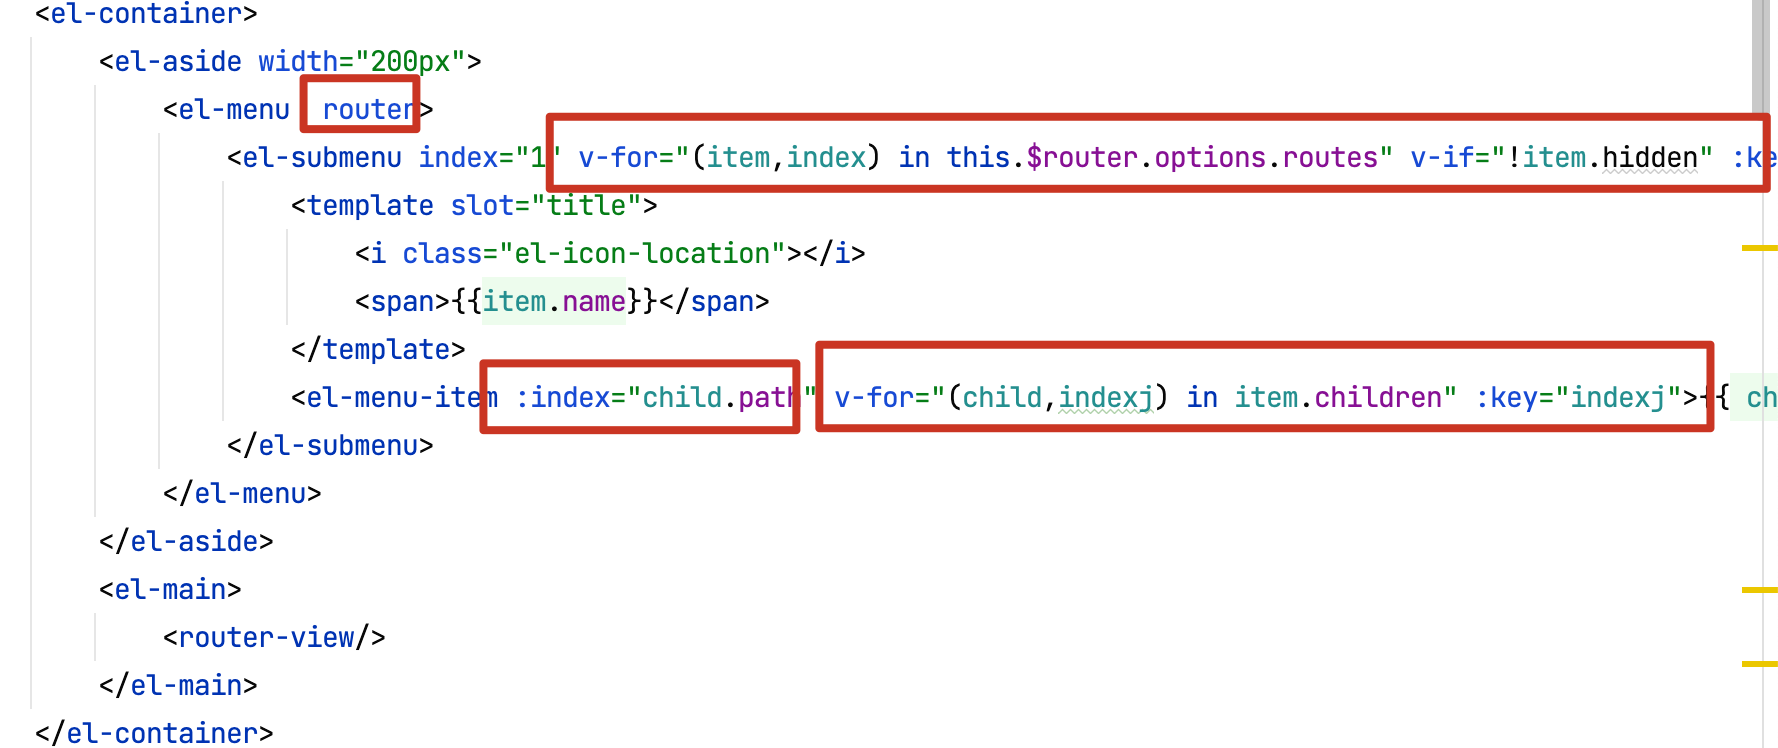 <el-container>
<el-aside width="200px">
<el-menu router>
<el-submenu index="1" v-for="(item,index) in this.$router.options.routes" v-if="!item.hidden" :ke
<template slot="title">
<i class="el-icon-location"></i>
<span>{{item.name}}</span>
</template>
<el-menu-item :index="child.path" v-for="(child,indexj) in item.children" :key="indexj">{{ ch
</el-submenu>
</el-menu>
</el-aside>
<el-main>
<router-view/>
</el-main>
</el-container>